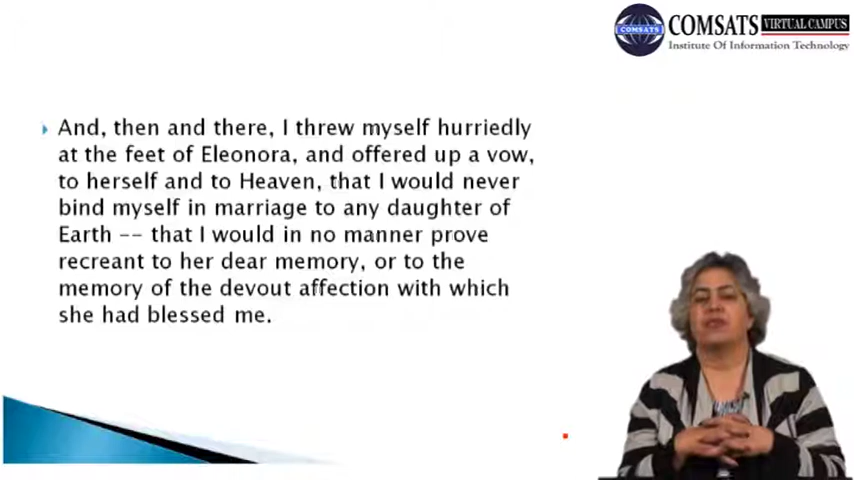 COMSATS
COMSATS VIRTUAL CAMPUS
Institute Of Information Technology
And, then and there, I threw myself hurriedly
at the feet of Eleonora, and offered up a vow,
to herself and to Heaven, that I would never
bind myself in marriage to any daughter of
Earth -- that I would in no manner prove
recreant to her dear memory, or to the
memory of the devout affection with which
she had blessed me.